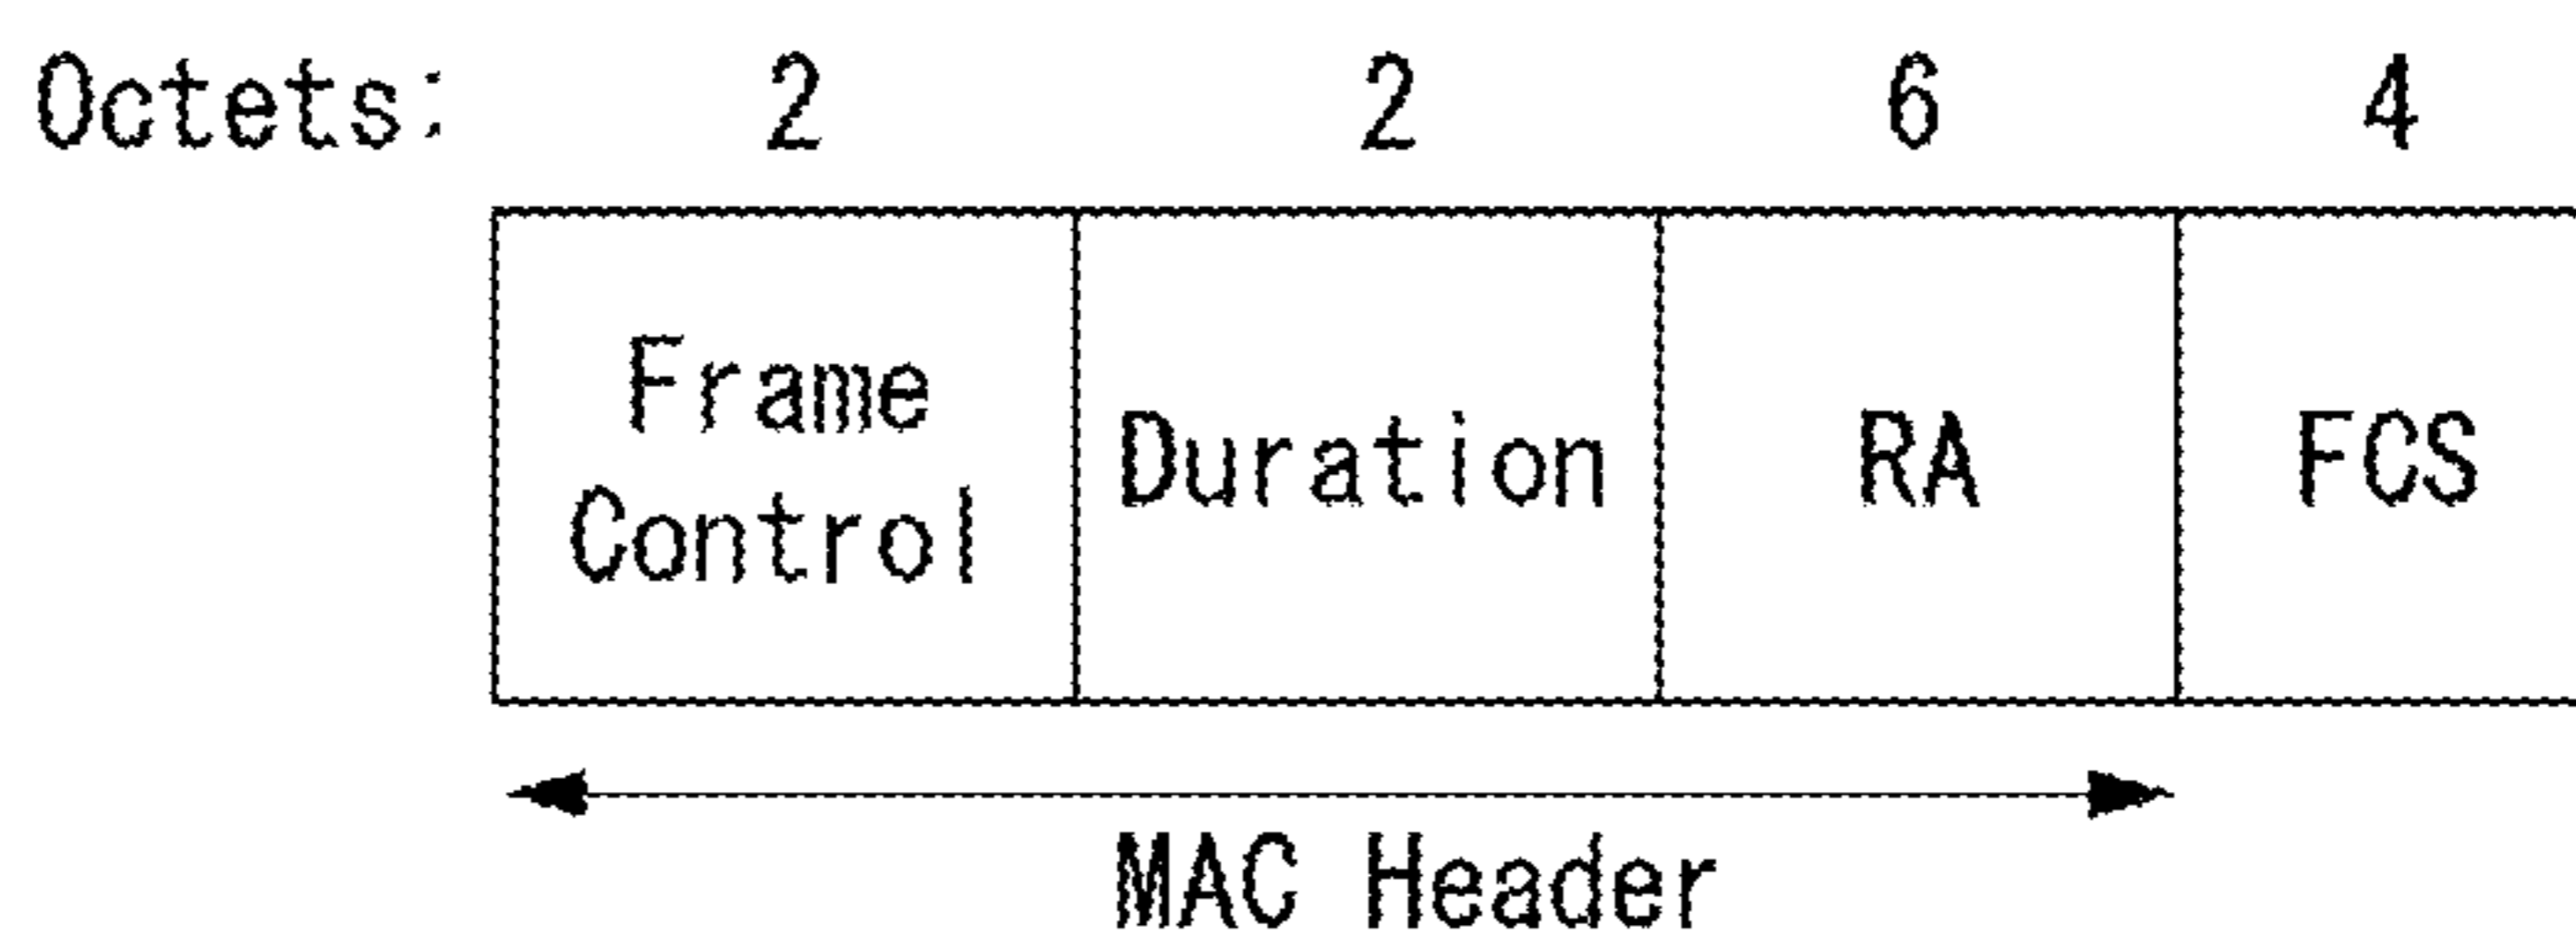 Octets: 2 2 6 4
Frame
Control
Duration
RA
FCS
MAC Header